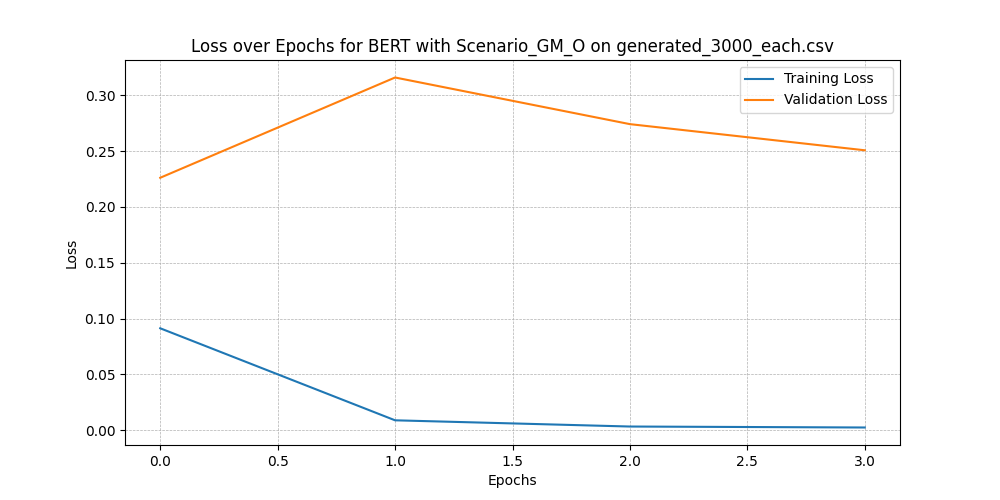 Loss over Epochs for BERT with Scenario_GM_O on generated_3000_each.csv
Training Loss
Validation Loss
0.30
0.25
0.20
0.15
0.10
0.05
0.00
Loss
0.0 0.5 1.0 1.5 2.0 2.5 3.0
Epochs